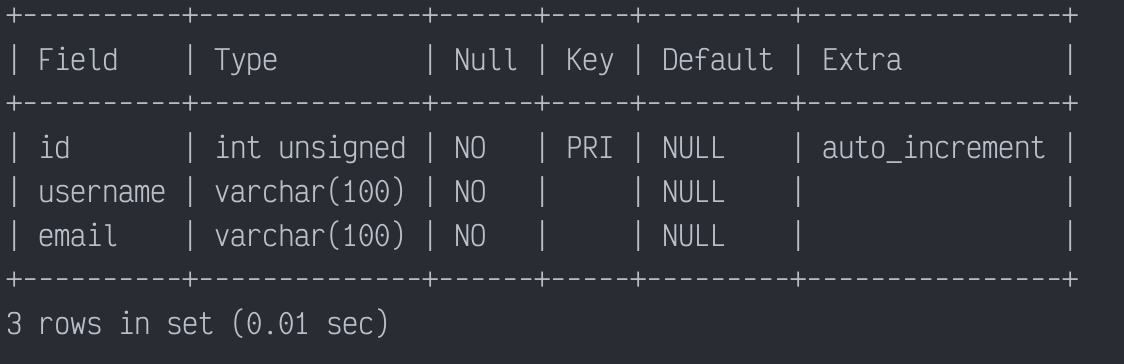 +----------+--------------+------+-----+---------+----------------+
| Field    | Type         | Null | Key | Default | Extra          |
+----------+--------------+------+-----+---------+----------------+
| id       | int unsigned | NO   | PRI | NULL    | auto_increment |
| username | varchar(100) | NO   |     | NULL    |                |
| email    | varchar(100) | NO   |     | NULL    |                |
+----------+--------------+------+-----+---------+----------------+
3 rows in set (0.01 sec)